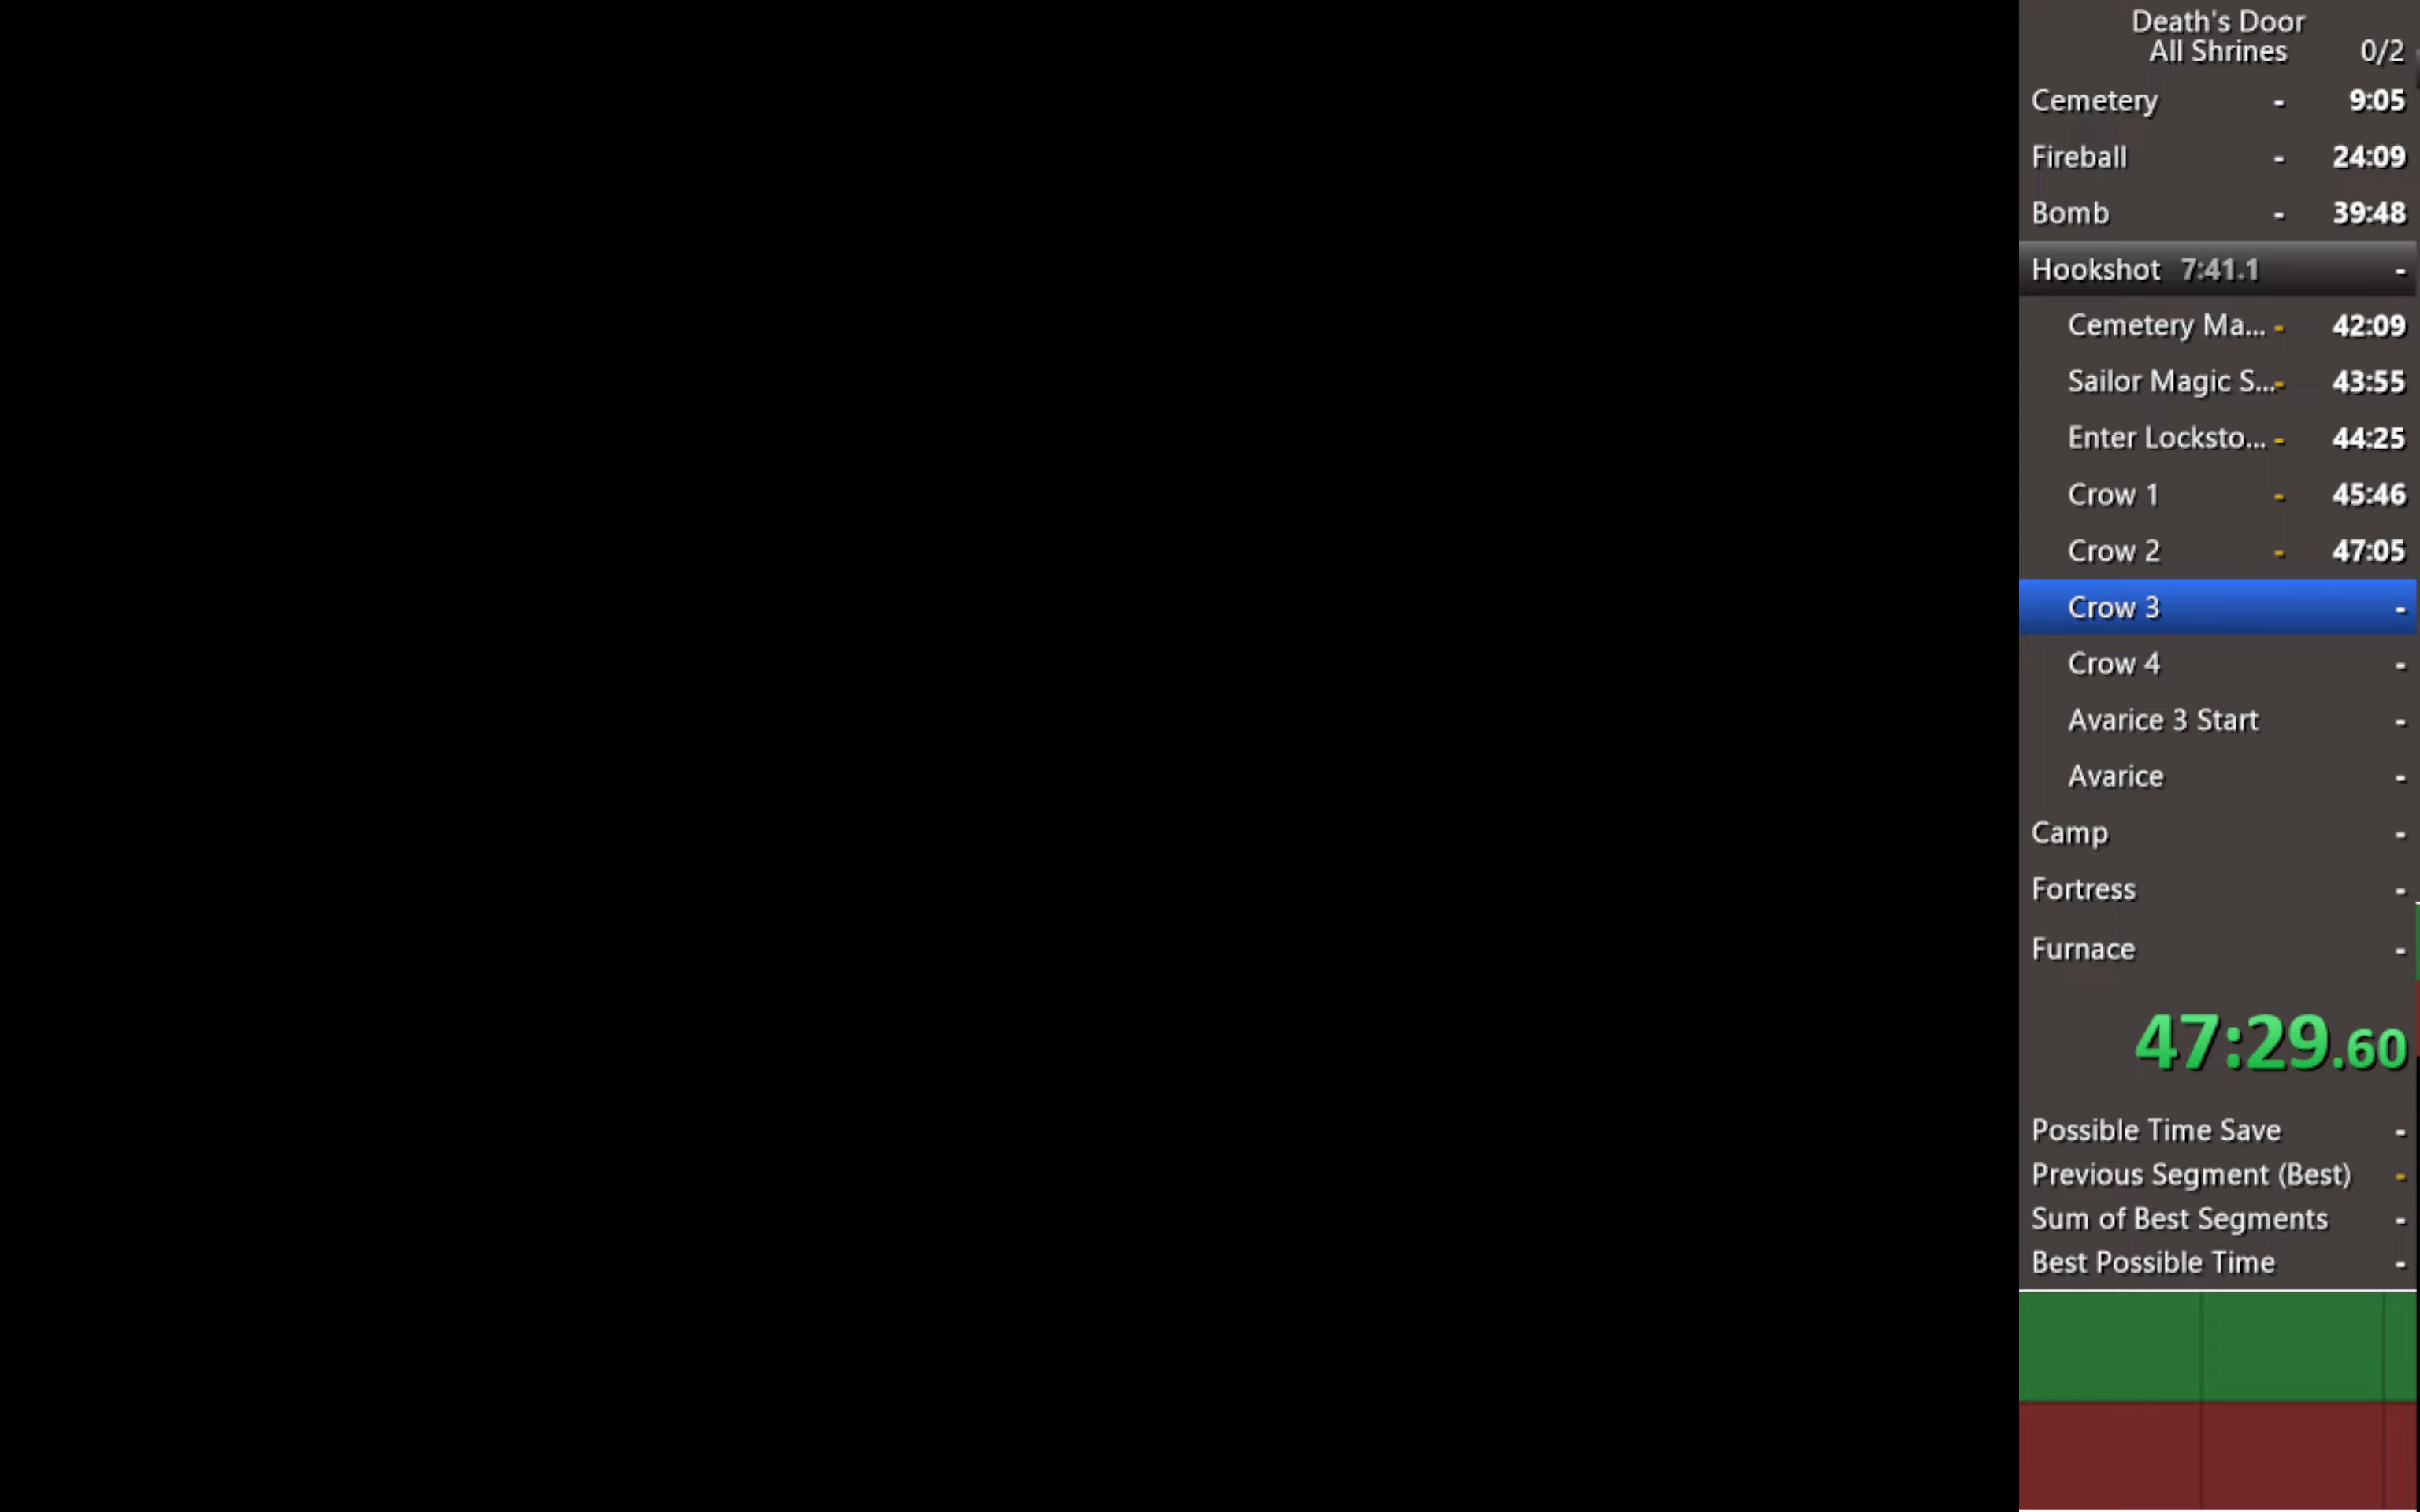 Death's Door
All Shrines 0/2
Cemetery - 9:05
Fireball - 24:09
Bomb - 39:48
Hookshot 7:41.1 -
Cemetery Ma... - 42:09
Sailor Magic S...- 43:55
Enter Locksto... - 44:25
Crow 1 - 45:46
Crow 2 - 47:05
Crow 3 -
Crow 4 -
Avarice 3 Start -
Avarice -
Camp -
Fortress -
Furnace -
47:29.60
Possible Time Save -
Previous Segment (Best) -
Sum of Best Segments -
Best Possible Time -